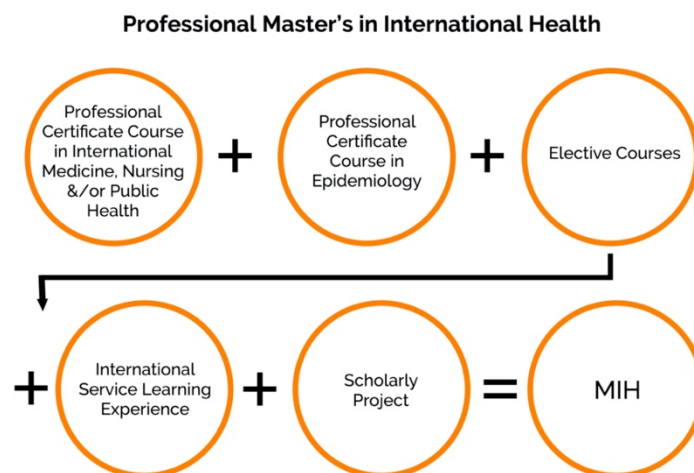 Professional Master's in International Health
Professional
Certificate Course
in International
Medicine, Nursing
&/or Public
Health
+
Professional
Certificate
Course in
Epidemiology
+
Elective Courses
+
International
Service Learning
Experience
+
Scholarly
Project
=
MIH